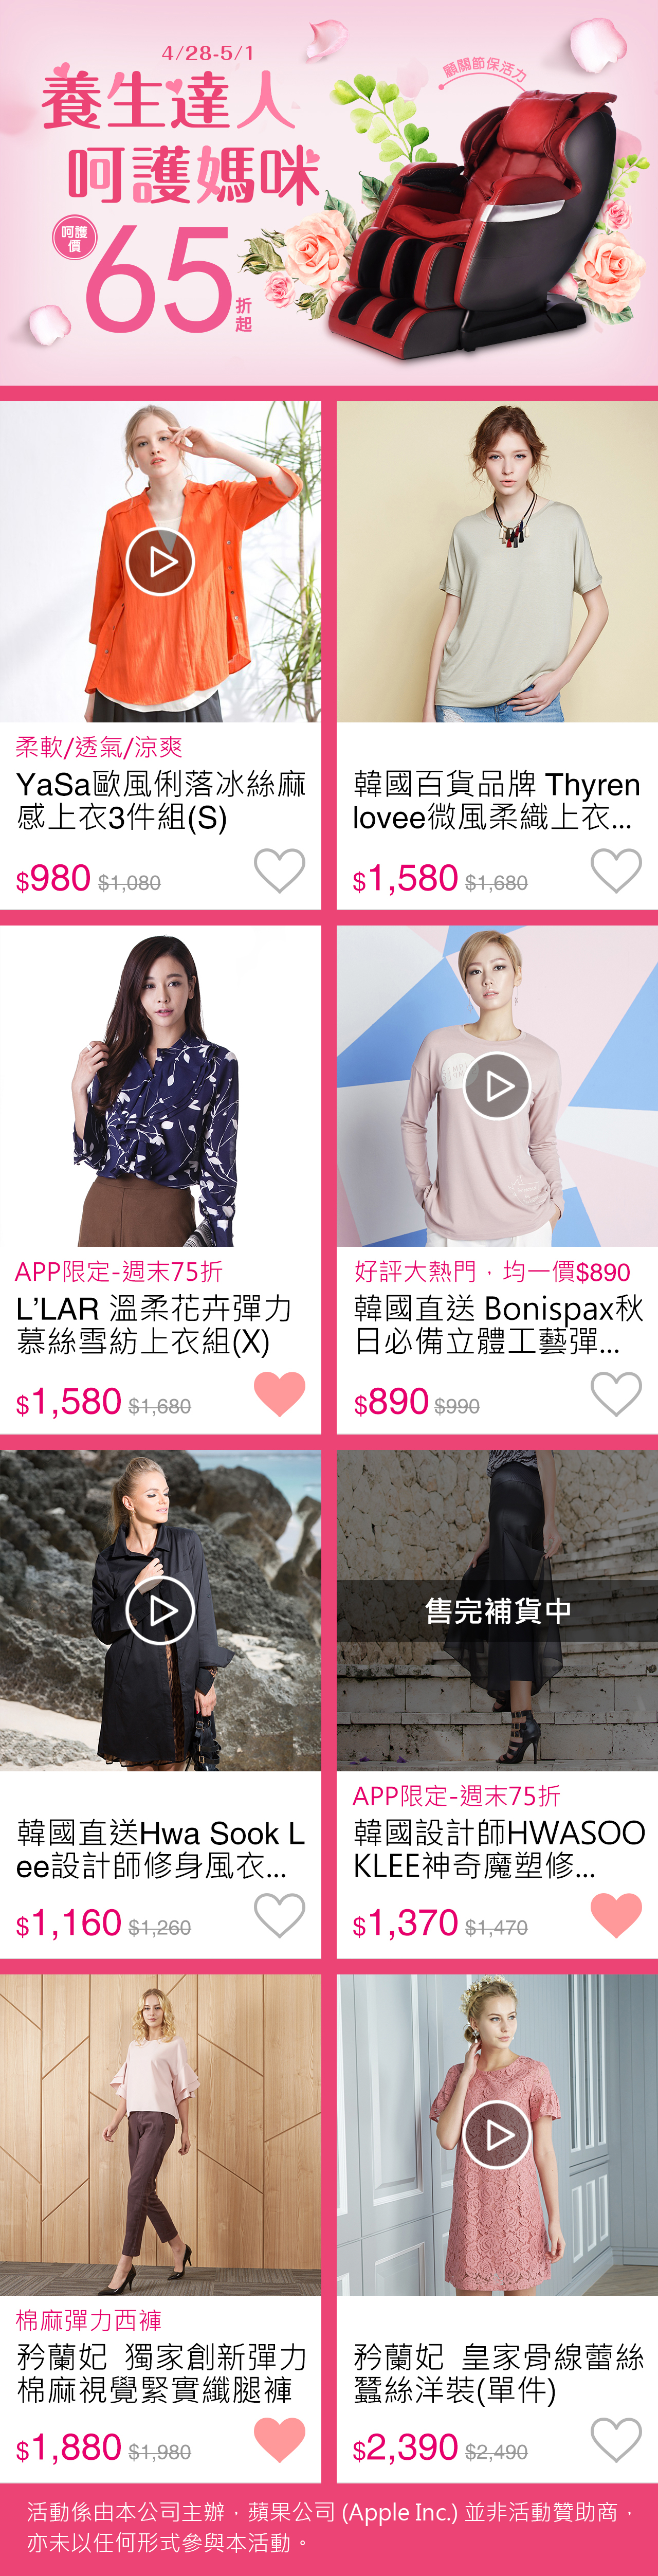 4/28-5/1
養生達人
呵護媽咪
呵護價
65折起
顧關節保活力
柔軟/透氣/涼爽
YaSa歐風俐落冰絲麻
感上衣3件組(S)
$980 $1,080
韓國百貨品牌 Thyren
lovee微風柔織上衣...
$1,580 $1,680
APP限定-週末75折
L’LAR 溫柔花卉彈力
慕絲雪紡上衣組(X)
$1,580 $1,680
好評大熱門，均一價$890
韓國直送 Bonispax秋
日必備立體工藝彈...
$890 $990
韓國直送Hwa Sook L
ee設計師修身風衣...
$1,160 $1,260
售完補貨中
APP限定-週末75折
韓國設計師HWASOO
KLEE神奇魔塑修...
$1,370 $1,470
棉麻彈力西褲
矜蘭妃 獨家創新彈力
棉麻視覺緊實纖腿褲
$1,880 $1,980
矜蘭妃 皇家骨線蕾絲
蠶絲洋裝(單件)
$2,390 $2,490
活動係由本公司主辦，蘋果公司 (Apple Inc.) 並非活動贊助商，
亦未以任何形式參與本活動。